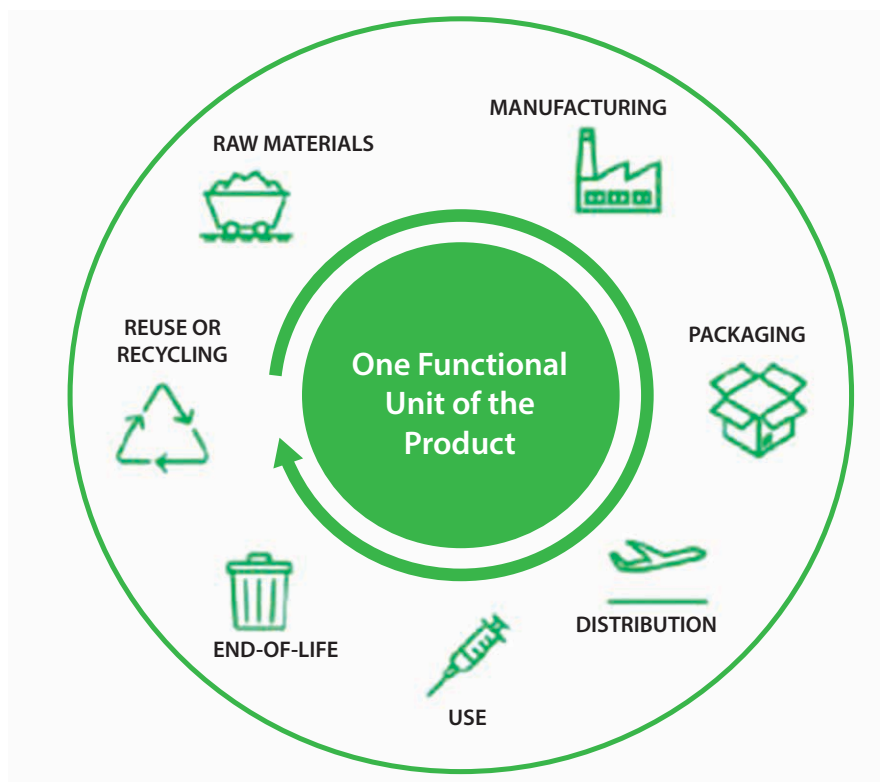 MANUFACTURING
RAW MATERIALS
REUSE OR
RECYCLING
PACKAGING
One Functional
Unit of the
Product
DISTRIBUTION
END-OF-LIFE
USE